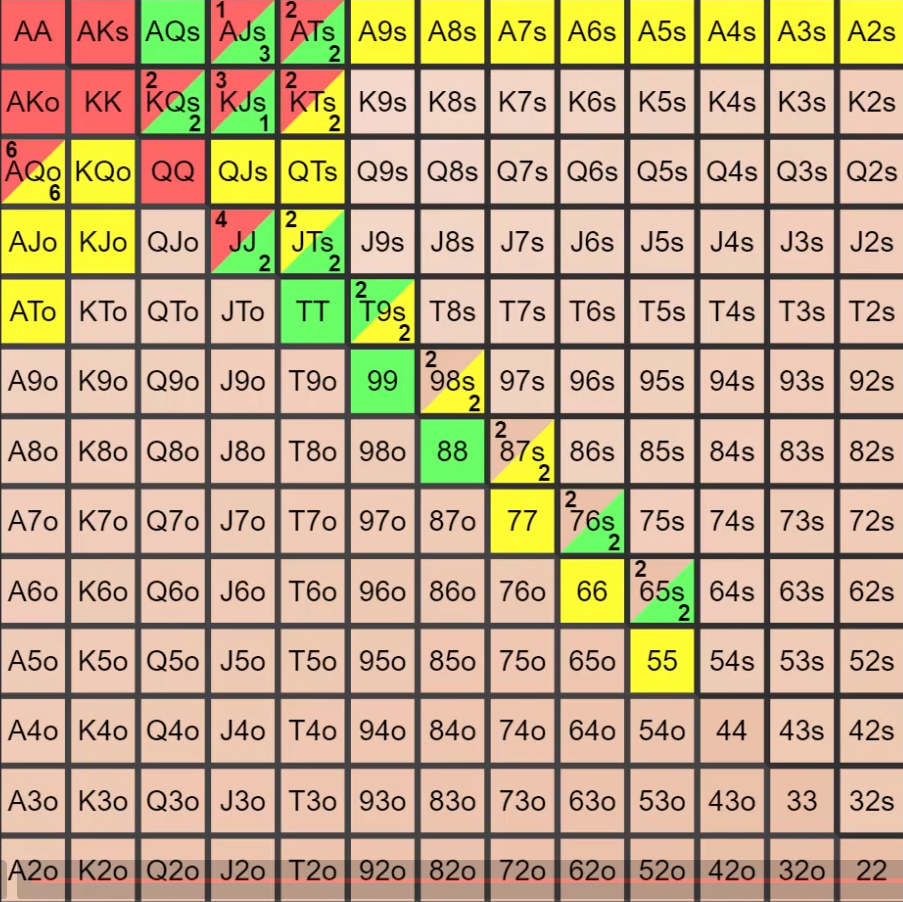 AA AKs AQs 1 AJs 3 2 ATs 2 A9s A8s A7s A6s A5s A4s A3s A2s
AKo KK 2 KQs 2 3 KJs 1 2 KTs 2 K9s K8s K7s K6s K5s K4s K3s K2s
6 AQo 6 KQo QQ QJs QTs Q9s Q8s Q7s Q6s Q5s Q4s Q3s Q2s
AJo KJo QJo 4 JJ 2 2 JTs 2 J9s J8s J7s J6s J5s J4s J3s J2s
ATo KTo QTo JTo TT 2 T9s 2 T8s T7s T6s T5s T4s T3s T2s
A9o K9o Q9o J9o T9o 99 2 98s 2 97s 96s 95s 94s 93s 92s
A8o K8o Q8o J8o T8o 98o 88 2 87s 2 86s 85s 84s 83s 82s
A7o K7o Q7o J7o T7o 97o 87o 77 2 76s 2 75s 74s 73s 72s
A6o K6o Q6o J6o T6o 96o 86o 76o 66 2 65s 2 64s 63s 62s
A5o K5o Q5o J5o T5o 95o 85o 75o 65o 55 54s 53s 52s
A4o K4o Q4o J4o T4o 94o 84o 74o 64o 54o 44 43s 42s
A3o K3o Q3o J3o T3o 93o 83o 73o 63o 53o 43o 33 32s
A2o K2o Q2o J2o T2o 92o 82o 72o 62o 52o 42o 32o 22